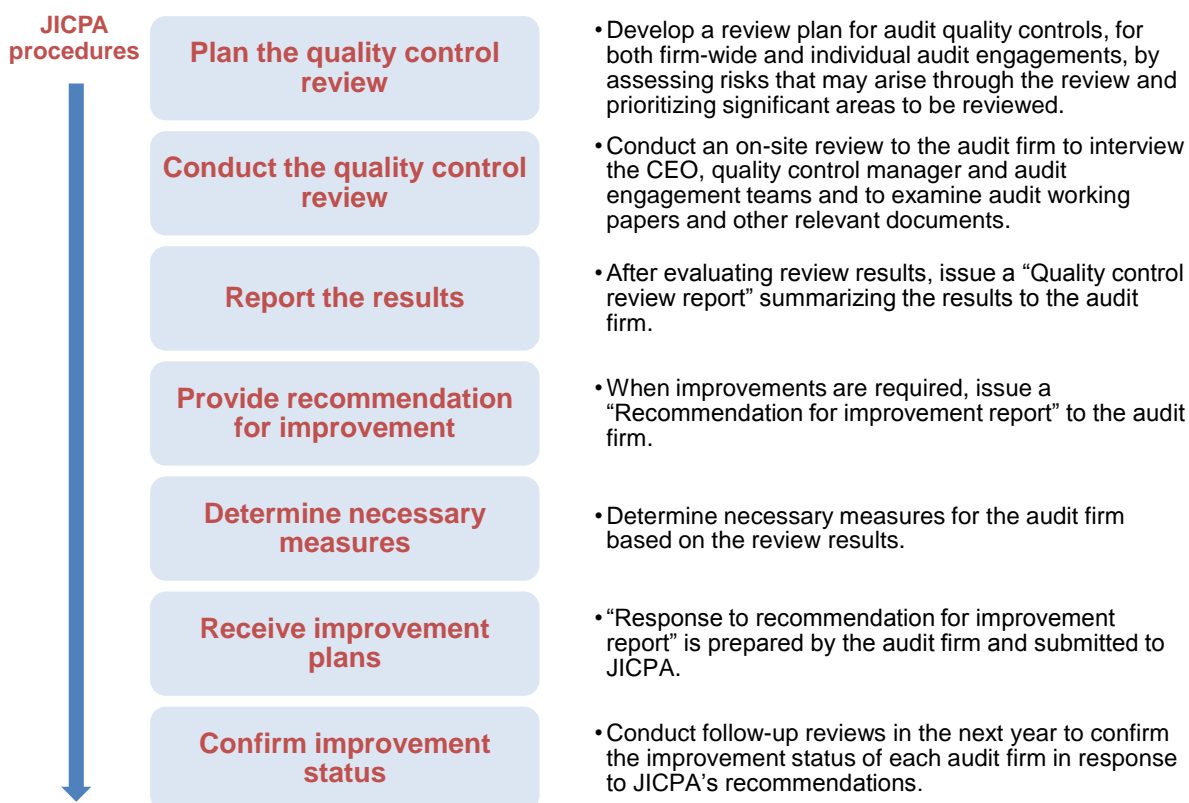 JICPA
procedures
Plan the quality control
review
• Develop a review plan for audit quality controls, for
both firm-wide and individual audit engagements, by
assessing risks that may arise through the review and
prioritizing significant areas to be reviewed.
Conduct the quality control
review
• Conduct an on-site review to the audit firm to interview
the CEO, quality control manager and audit
engagement teams and to examine audit working
papers and other relevant documents.
Report the results
• After evaluating review results, issue a “Quality control
review report” summarizing the results to the audit
firm.
Provide recommendation
for improvement
• When improvements are required, issue a
“Recommendation for improvement report” to the audit
firm.
Determine necessary
measures
• Determine necessary measures for the audit firm
based on the review results.
Receive improvement
plans
• “Response to recommendation for improvement
report” is prepared by the audit firm and submitted to
JICPA.
Confirm improvement
status
• Conduct follow-up reviews in the next year to confirm
the improvement status of each audit firm in response
to JICPA’s recommendations.